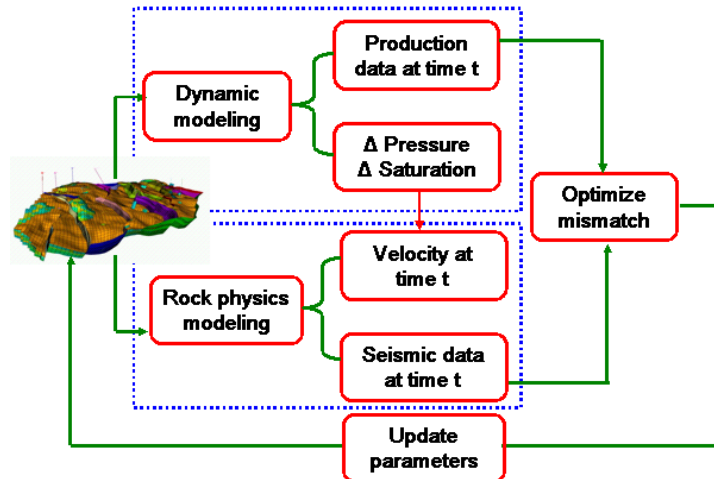 Production
data at time t
Dynamic
modeling
Δ Pressure
Δ Saturation
Optimize
mismatch
Velocity at
time t
Rock physics
modeling
Seismic data
at time t
Update
parameters